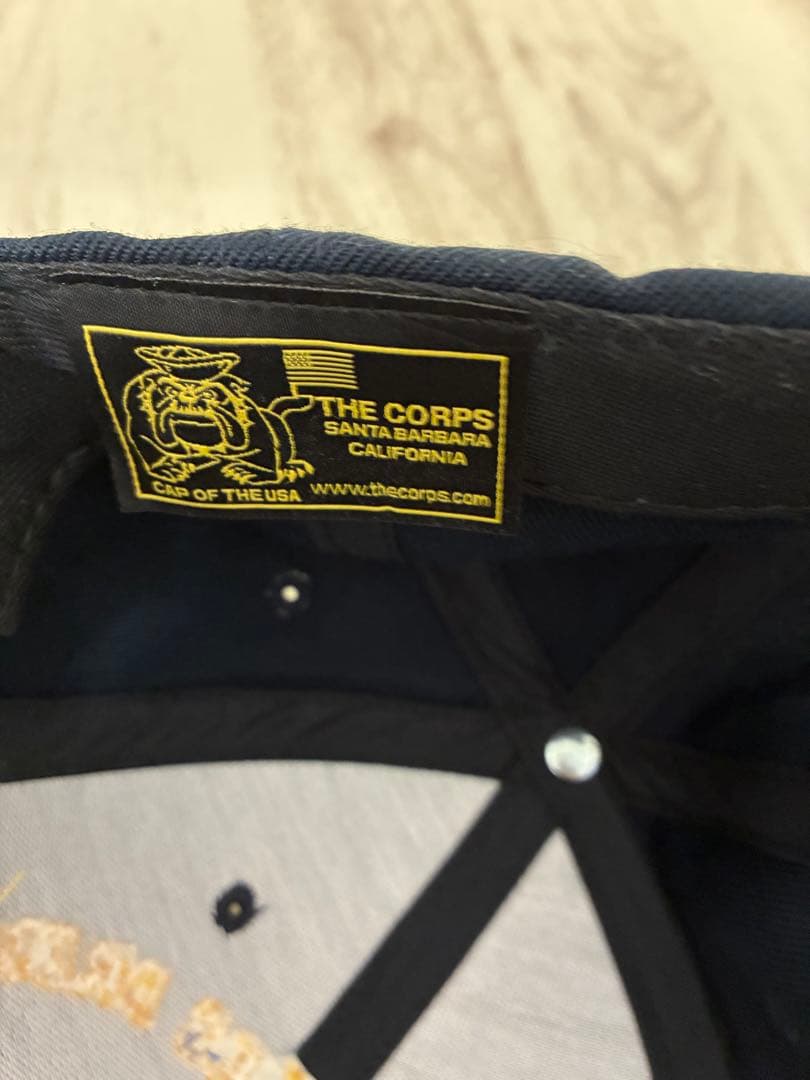 THE CORPS
SANTA BARBARA
CALIFORNIA
CAP OF THE USA www.thecorps.com